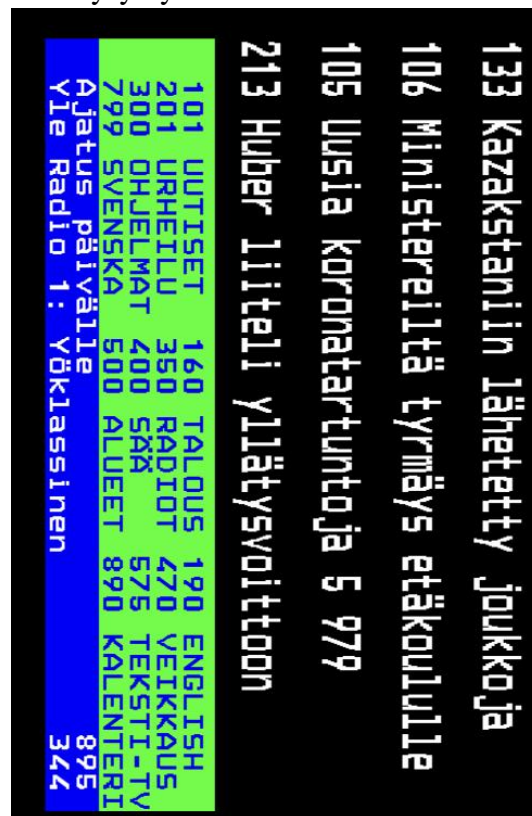 133 Kazakstaniin lähetetty joukkoja
106 Ministereiltä tyrmäys etäkoululle
105 Uusia koronatartuntoja 5 979
213 Huber liiteli yllätysvoittoon
101 UUTISET 160 TALOUS 190 ENGLISH
201 URHEILU 350 RADIOT 470 VEIKKAUS
300 OHJELMAT 400 SÄÄ 575 TEKSTI-TV
799 SVENSKA 500 ALUEET 890 KALENTERI
Ajatus päivälle 895
Yle Radio 1: Yöklassinen 344